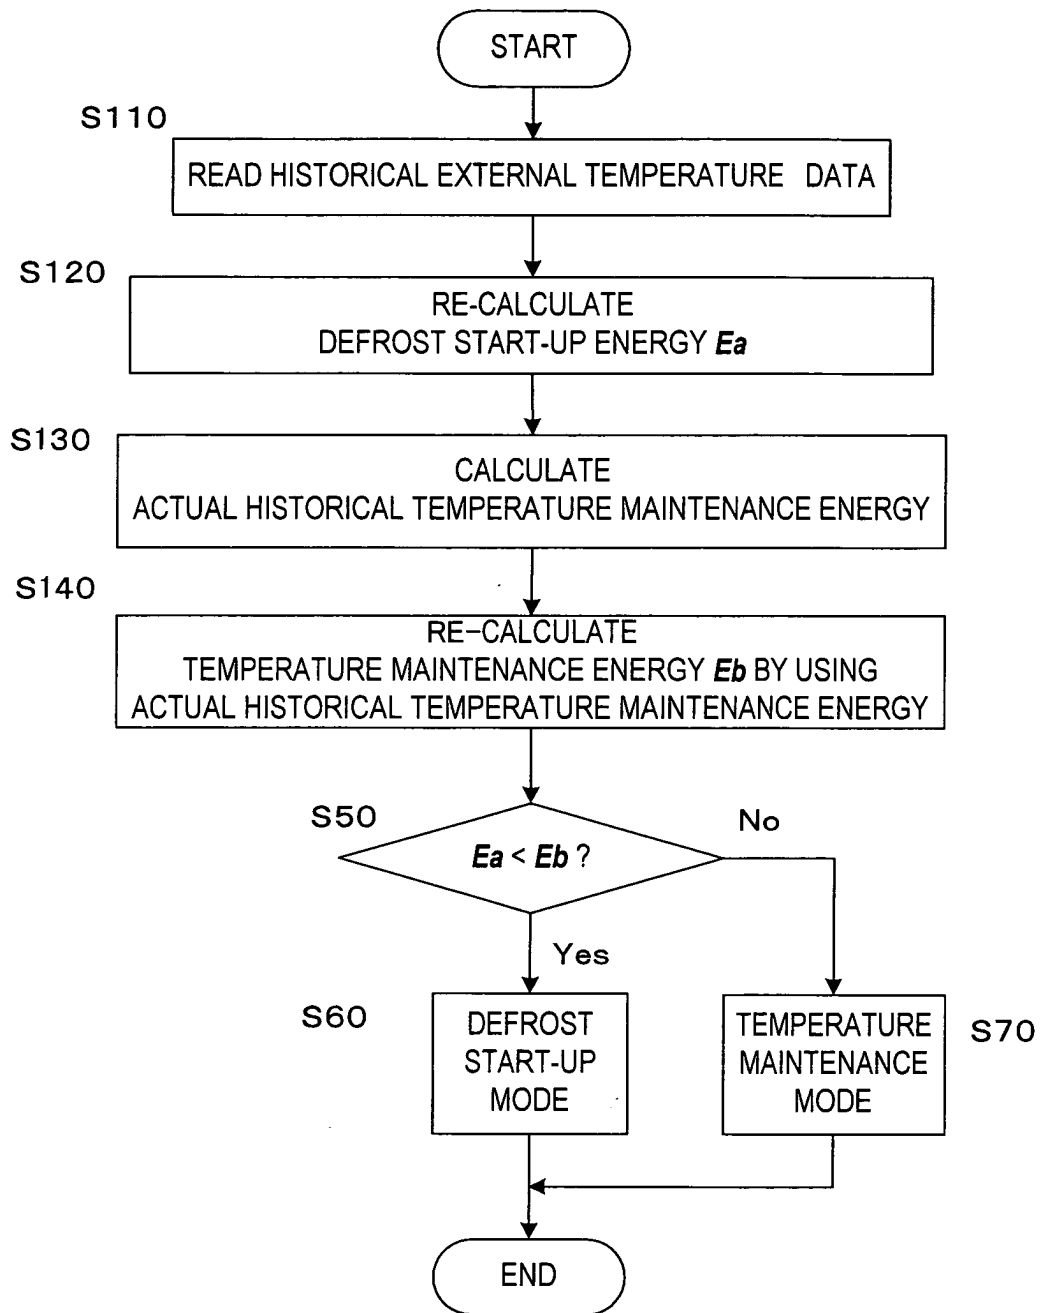 START
S110
READ HISTORICAL EXTERNAL TEMPERATURE DATA
S120
RE-CALCULATE
DEFROST START-UP ENERGY Ea
S130
CALCULATE
ACTUAL HISTORICAL TEMPERATURE MAINTENANCE ENERGY
S140
RE-CALCULATE
TEMPERATURE MAINTENANCE ENERGY Eb BY USING
ACTUAL HISTORICAL TEMPERATURE MAINTENANCE ENERGY
S50
Ea < Eb ?
No
Yes
S60
DEFROST
START-UP
MODE
TEMPERATURE
MAINTENANCE
MODE
S70
END